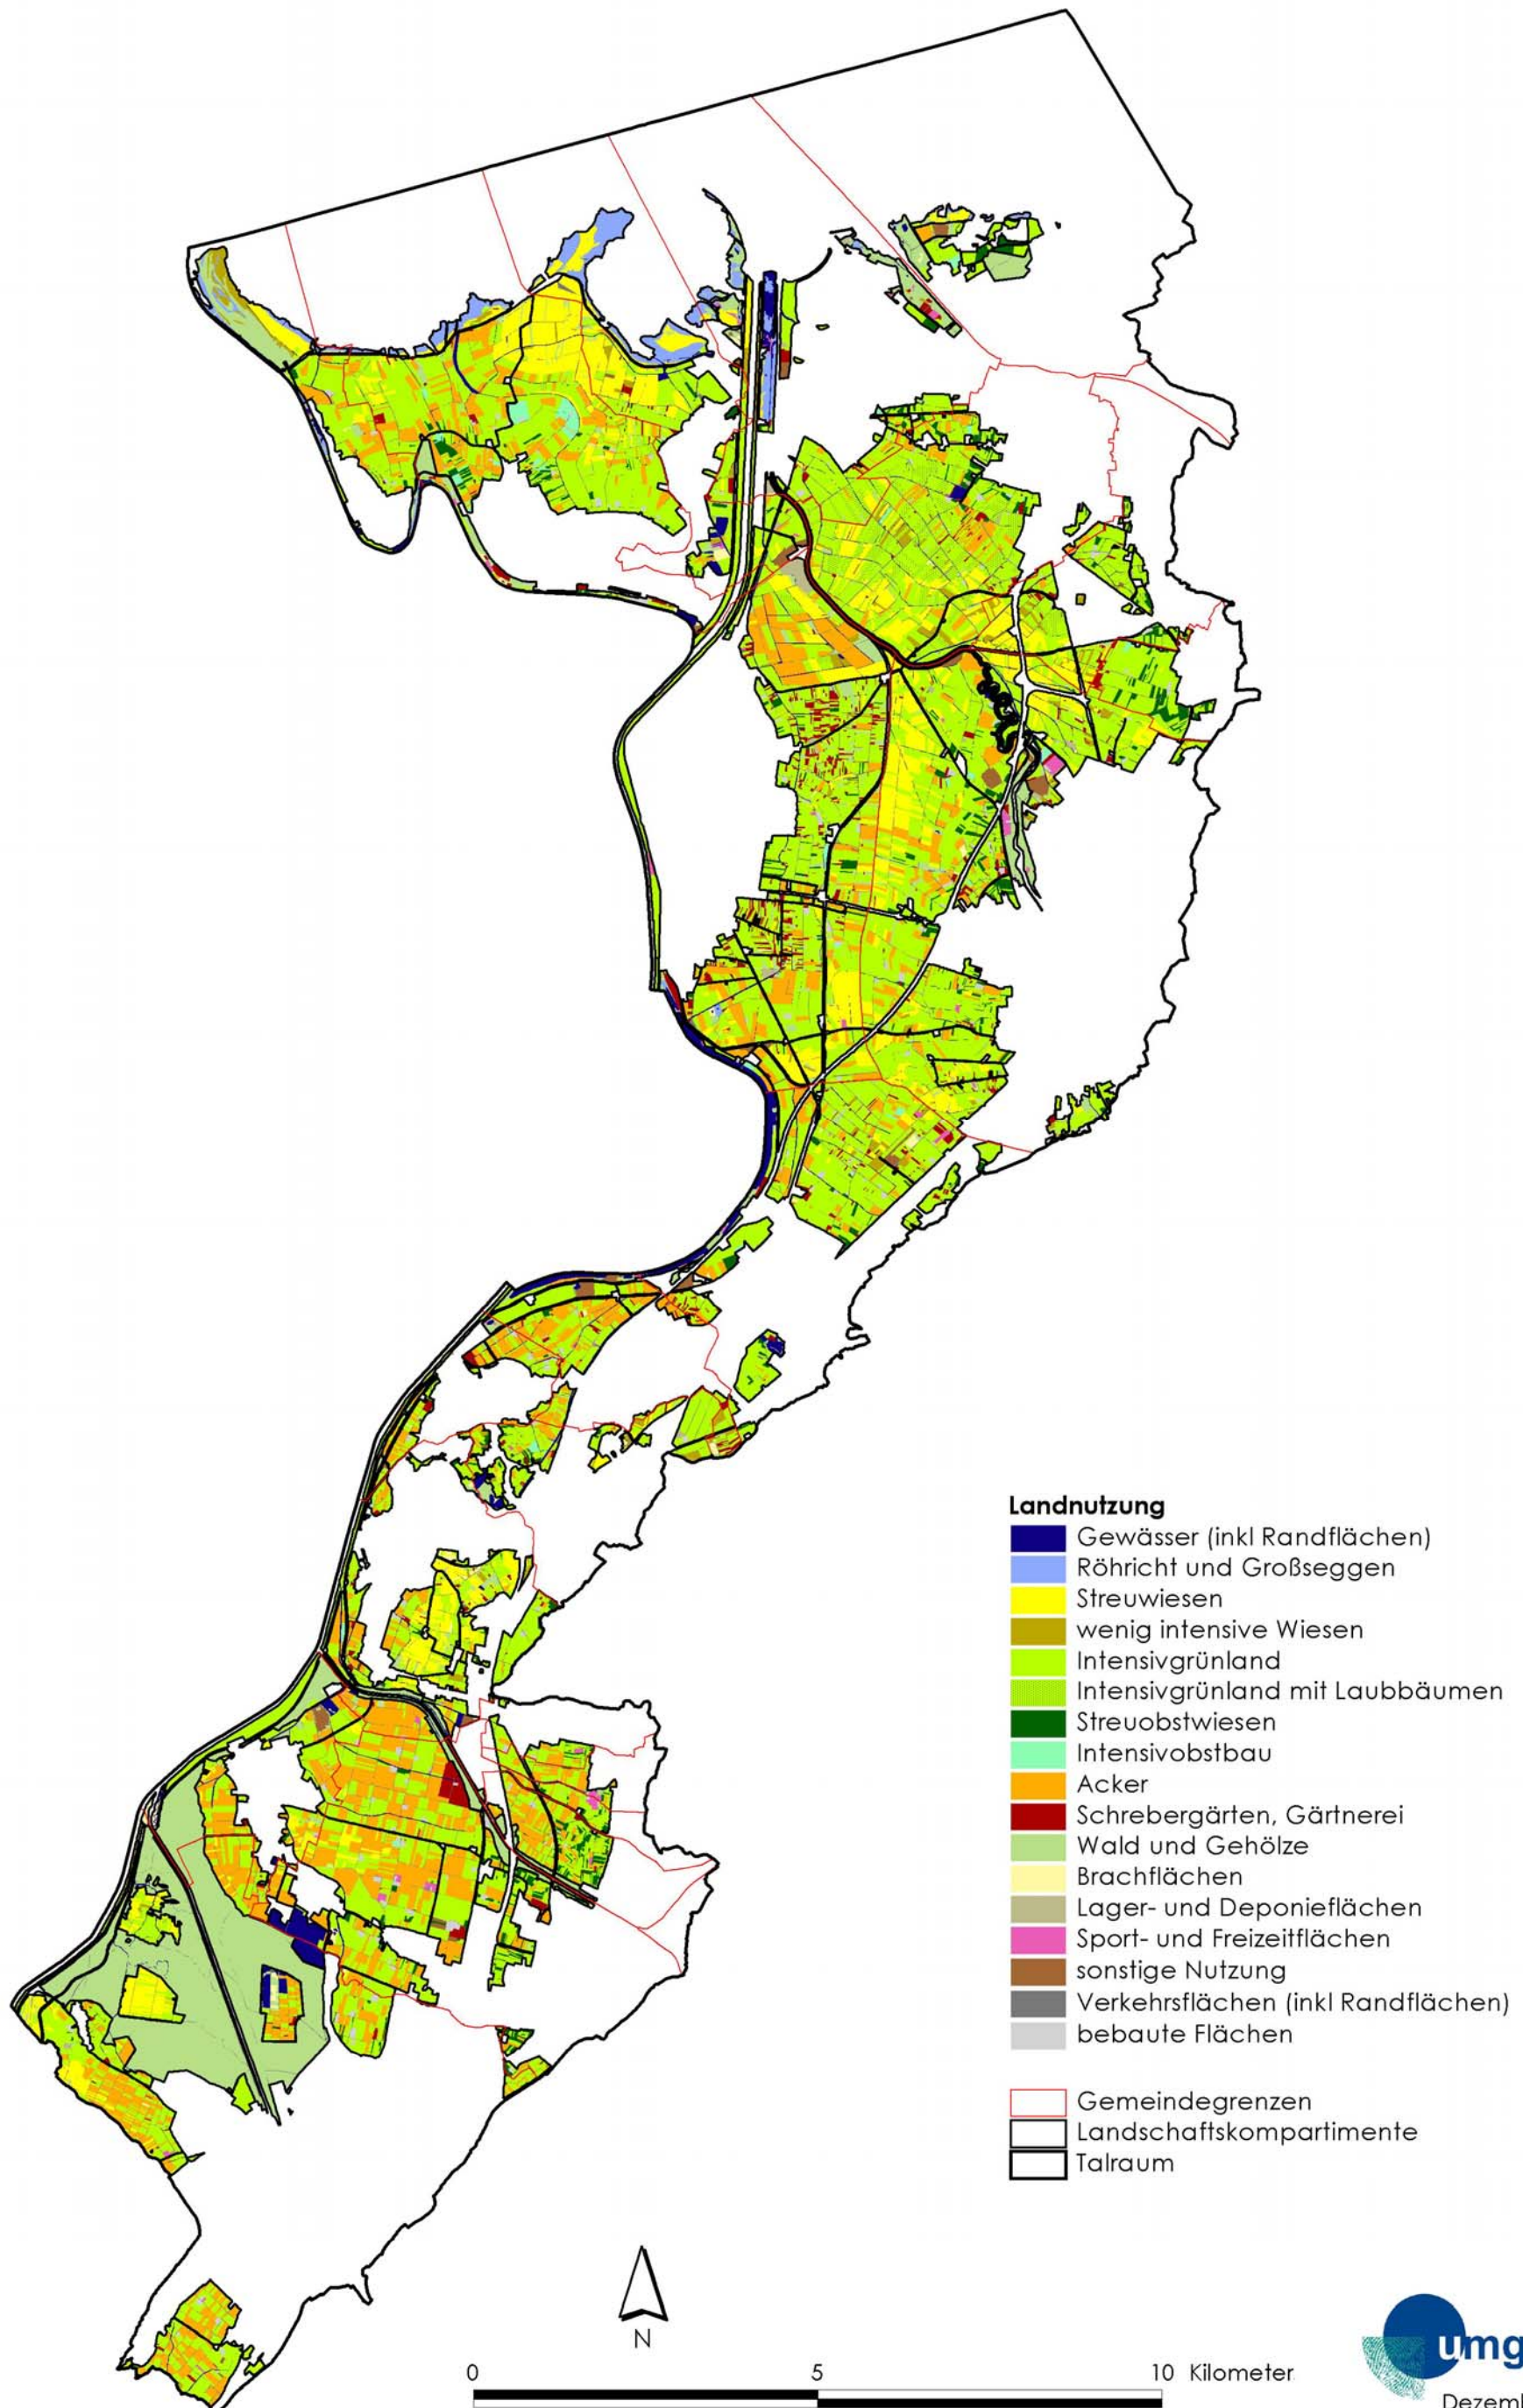 Landnutzung
Gewässer (inkl Randflächen)
Röhricht und Großseggen
Streuwiesen
wenig intensive Wiesen
Intensivgrünland
Intensivgrünland mit Laubbäumen
Streuobstwiesen
Intensivobstbau
Acker
Schrebergärten, Gärtnerei
Wald und Gehölze
Brachflächen
Lager- und Deponieflächen
Sport- und Freizeitflächen
sonstige Nutzung
Verkehrsflächen (inkl Randflächen)
bebaute Flächen
Gemeindegrenzen
Landschaftskompartimente
Talraum
N
0 5 10 Kilometer
umg